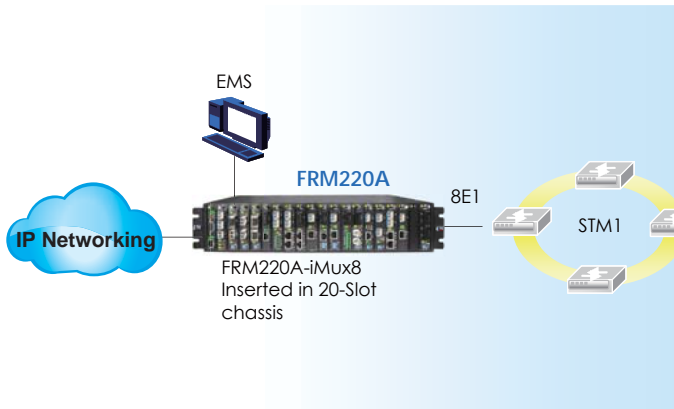 EMS
FRM220A
8E1
IP Networking
STM1
FRM220A-iMux8
Inserted in 20-Slot
chassis